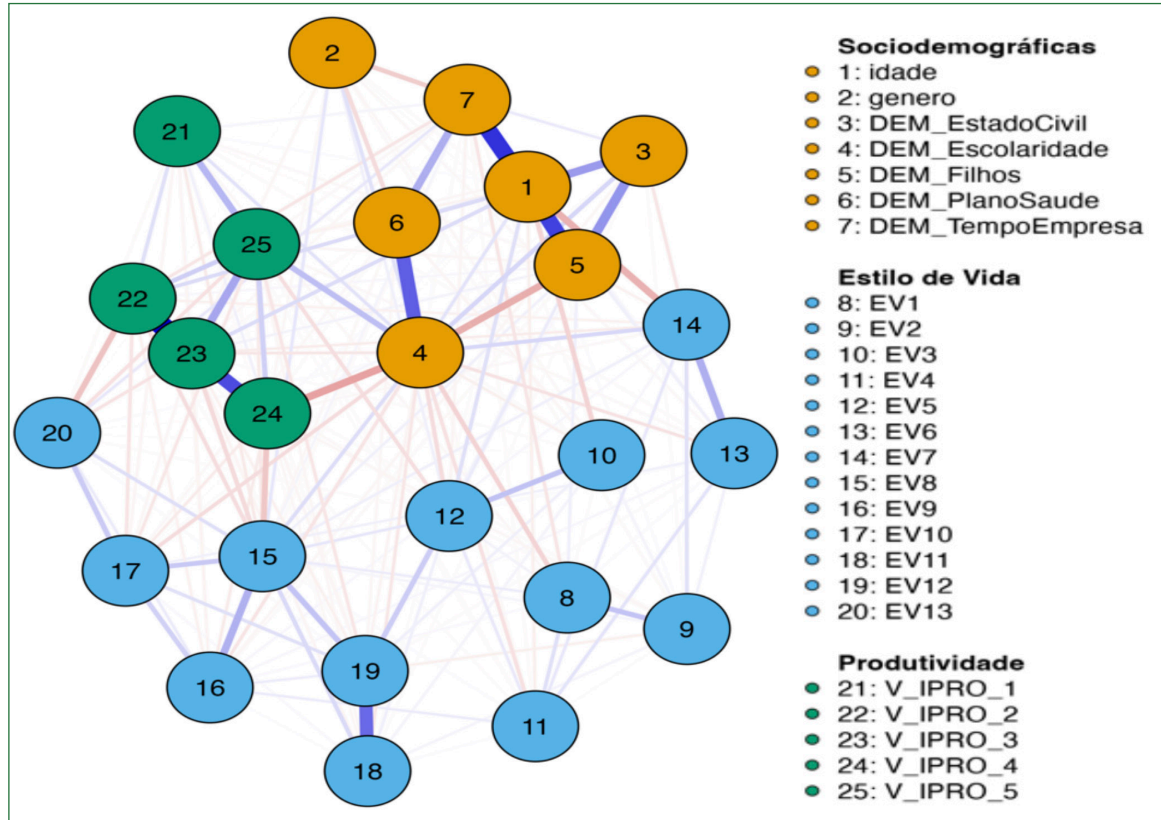 2
7
21
3
1
6
25
5
22
14
23
4
24
20
10
13
12
15
17
8
9
19
16
11
18
Sociodemográficas
1: idade
2: genero
3: DEM_EstadoCivil
4: DEM_Escolaridade
5: DEM_Filhos
6: DEM_PlanoSaude
7: DEM_TempoEmpresa
Estilo de Vida
8: EV1
9: EV2
10: EV3
11: EV4
12: EV5
13: EV6
14: EV7
15: EV8
16: EV9
17: EV10
18: EV11
19: EV12
20: EV13
Produtividade
21: V_IPRO_1
22: V_IPRO_2
23: V_IPRO_3
24: V_IPRO_4
25: V_IPRO_5